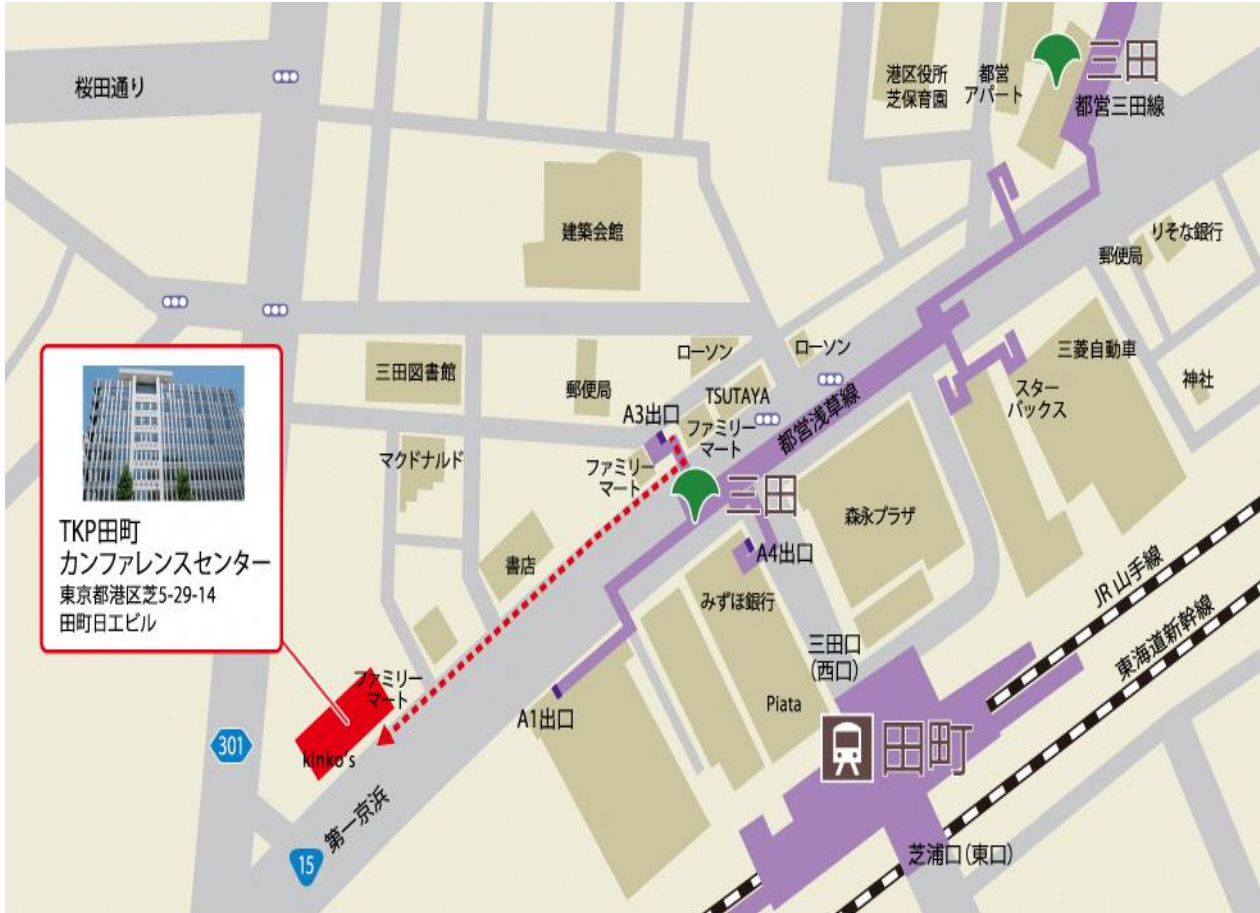 桜田通り
港区役所
芝保育園
都営
アパート
三田
都営三田線
建築会館
りそな銀行
郵便局
三菱自動車
神社
スター
バックス
ローソン
ローソン
TSUTAYA
ファミリー
マート
都営浅草線
三田図書館
郵便局
A3出口
マクドナルド
ファミリー
マート
三田
森永プラザ
A4出口
書店
みずほ銀行
TKP田町
カンファレンスセンター
東京都港区芝5-29-14
田町日エビル
JR 山手線
東海道新幹線
三田口
(西口)
ファミリー
マート
A1出口
Piata
田町
301
kinko's
第一京浜
15
芝浦口(東口)